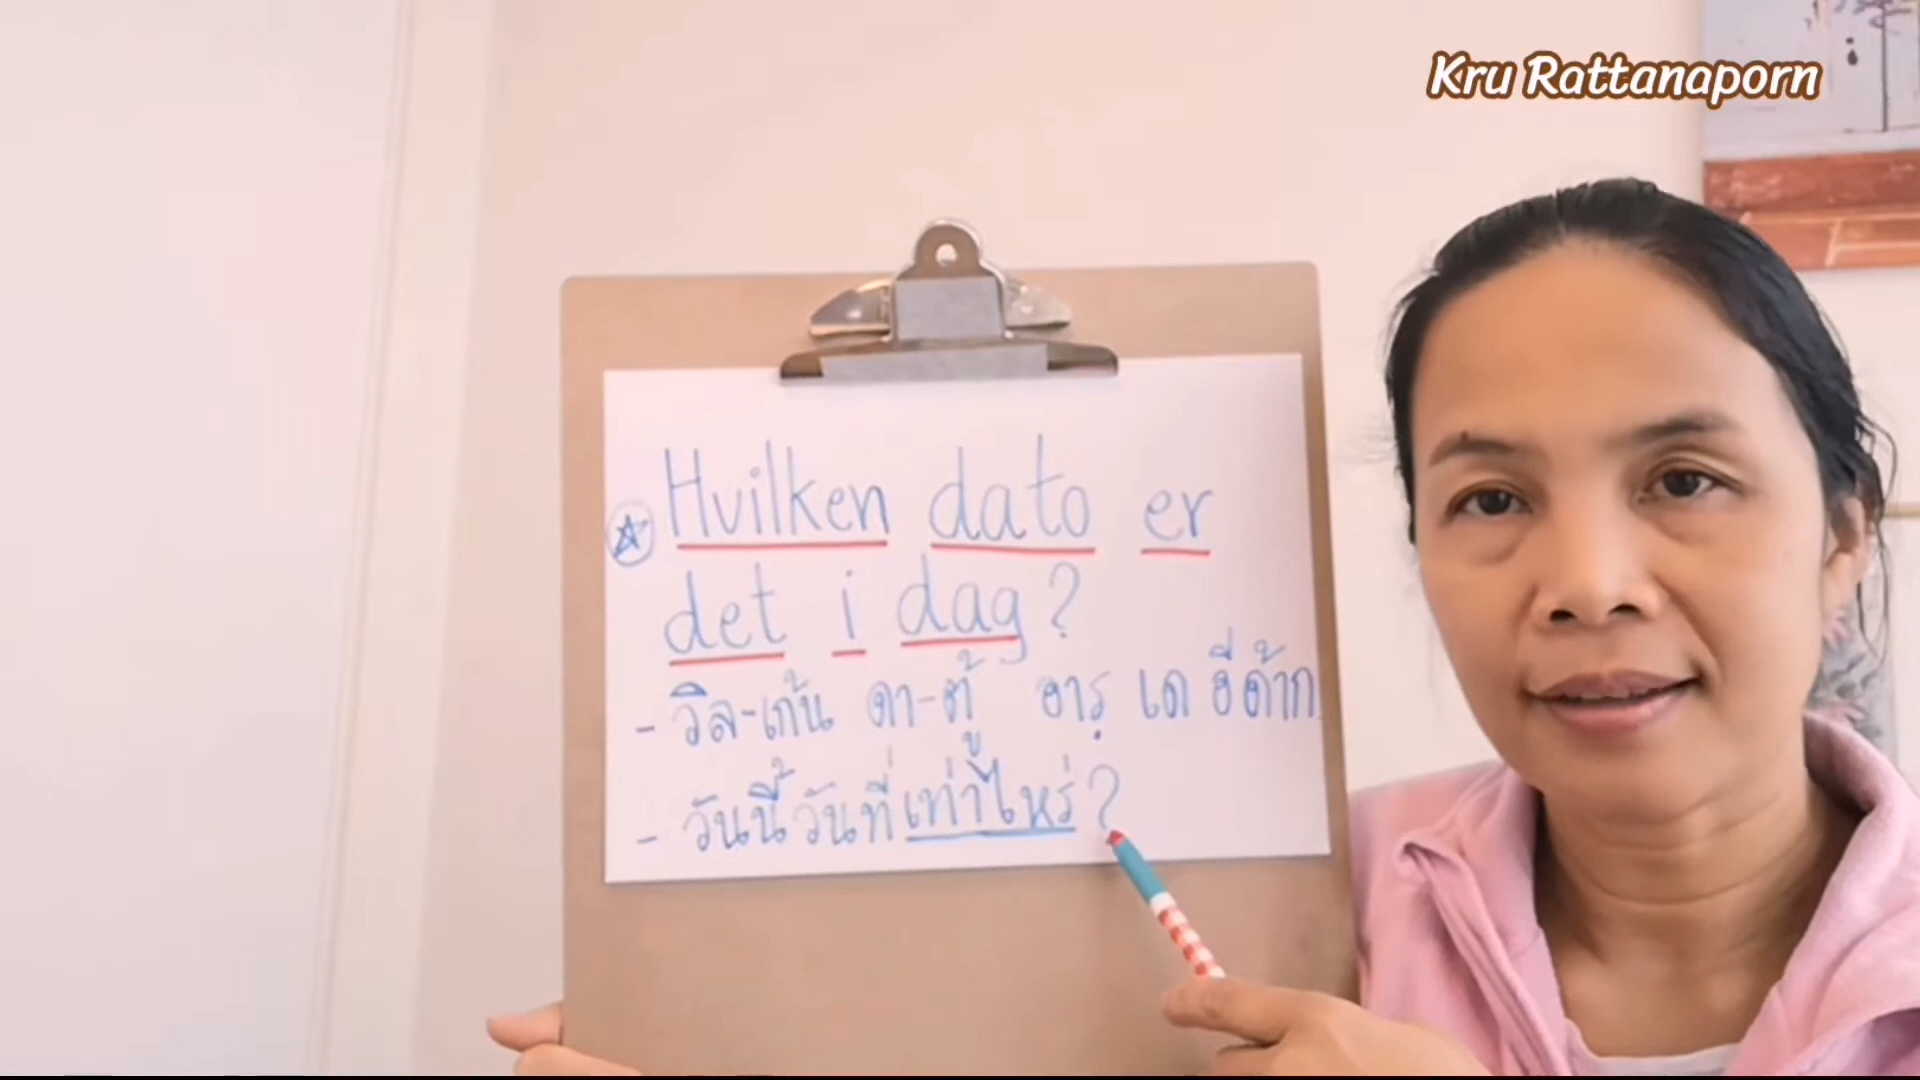 Kru Rattanaporn
Hvilken dato er
det i dag?
- วิล-เก้น ดา-ตู้ อารฺ เด อี ด้าก
- วันนี้วันที่เท่าไหร่?